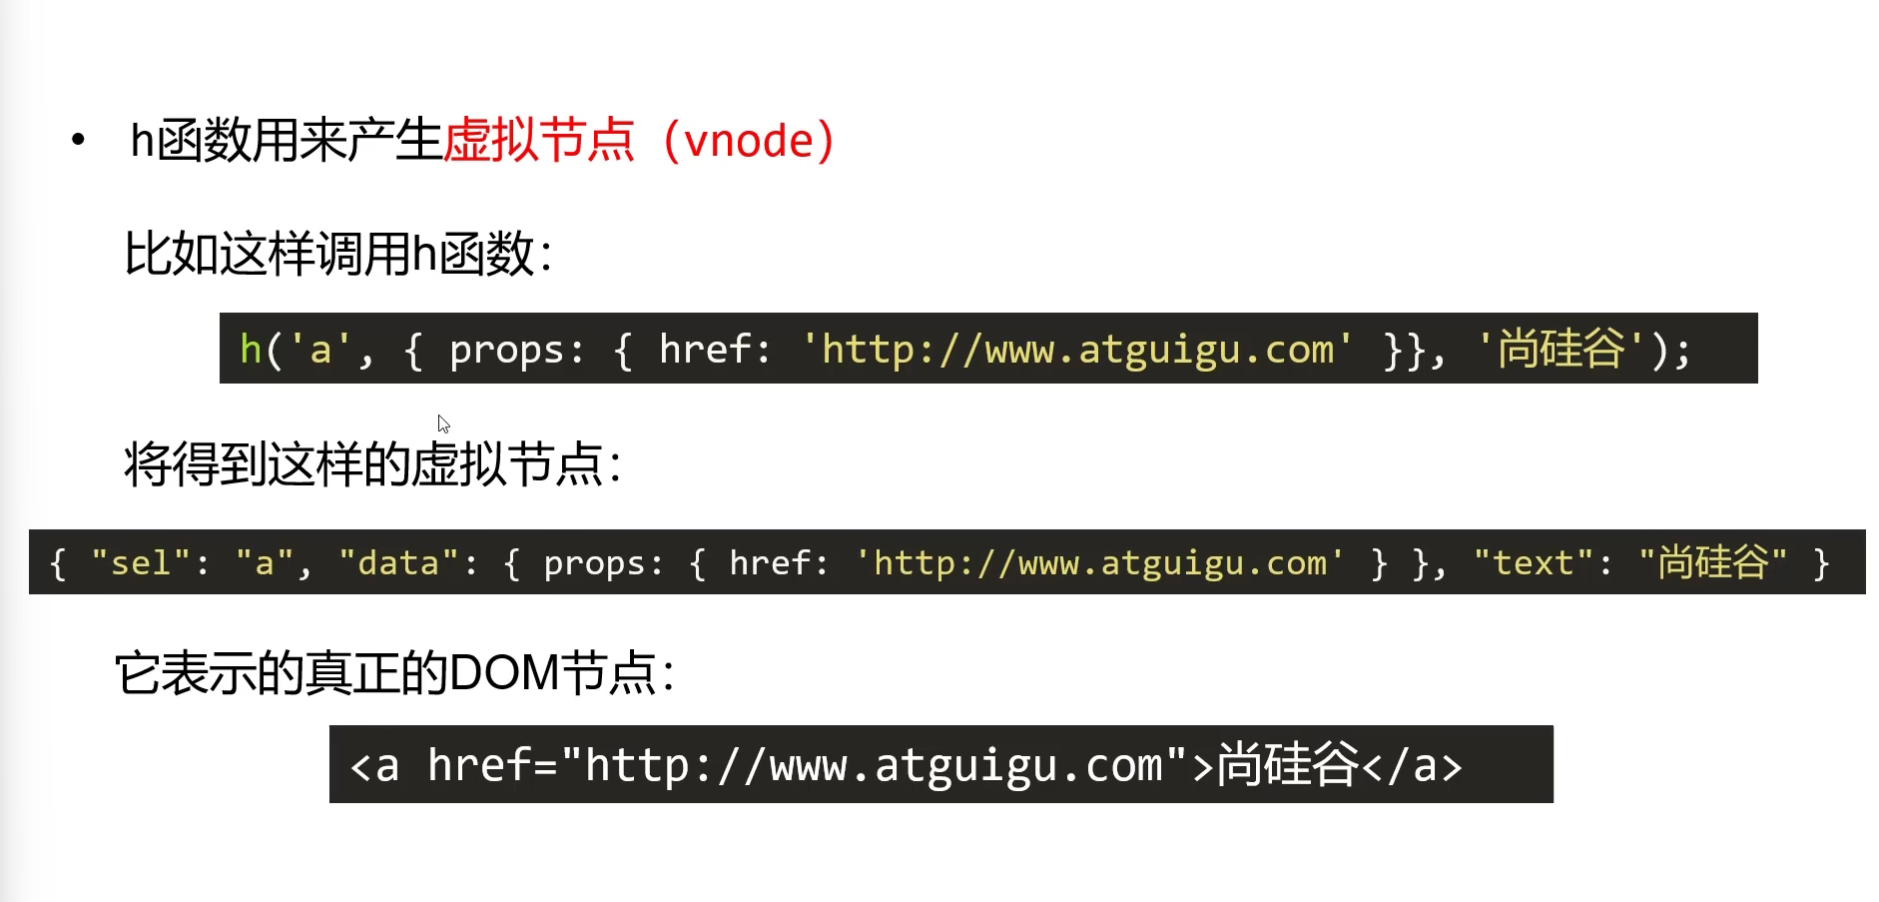 • h函数用来产生虚拟节点（vnode）
比如这样调用h函数：
h('a', { props: { href: 'http://www.atguigu.com' }}, '尚硅谷');
将得到这样的虚拟节点：
{ "sel": "a", "data": { props: { href: 'http://www.atguigu.com' } }, "text": "尚硅谷" }
它表示的真正的DOM节点：
<a href="http://www.atguigu.com">尚硅谷</a>